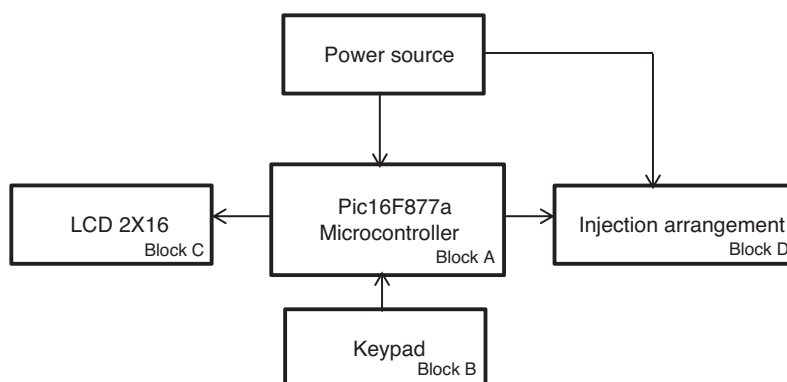 Power source
LCD 2X16
Block C
Pic16F877a
Microcontroller
Block A
Injection arrangement
Block D
Keypad
Block B